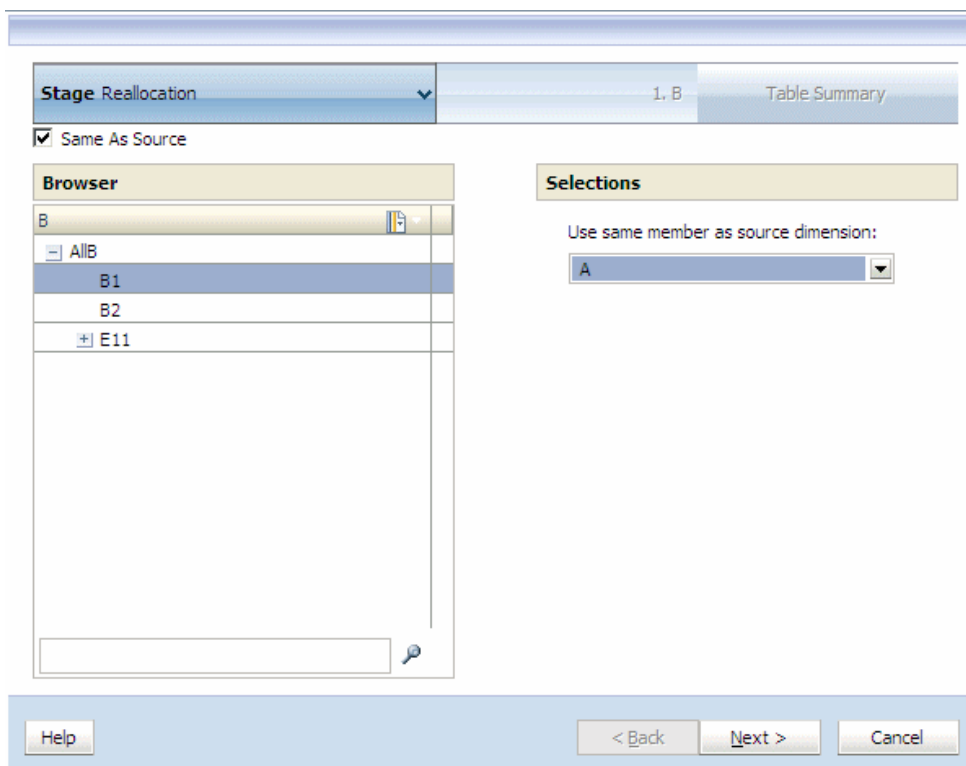 Stage Reallocation
1. B
Table Summary
Same As Source
Browser
Selections
B
AllB
B1
B2
E11
Use same member as source dimension:
A
Help
< Back
Next >
Cancel